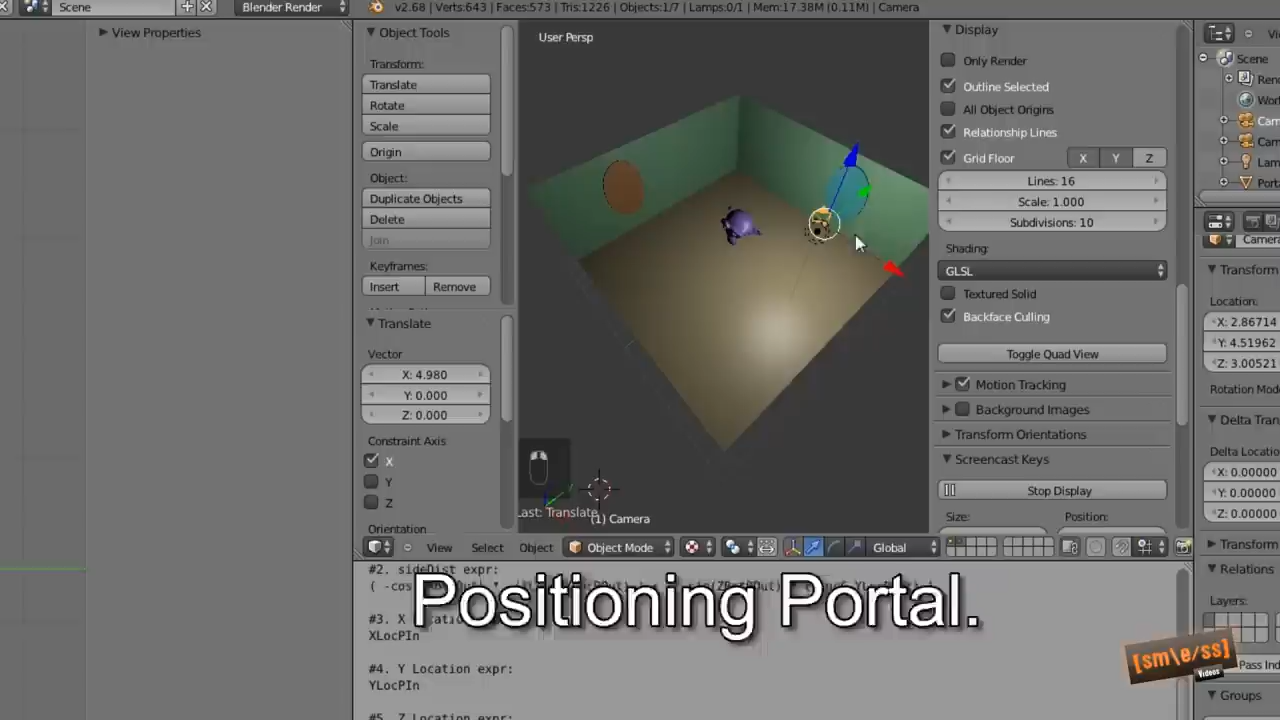 Scene
Blender Render
v2.68 | Verts:643 | Faces:573 | Tris:1226 | Objects:1/7 | Lamps:0/1 | Mem:17.38M (0.11M) | Camera
View Properties
Object Tools
Transform:
Translate
Rotate
Scale
Origin
Object:
Duplicate Objects
Delete
Join
Keyframes:
Insert
Remove
Translate
Vector
X: 4.980
Y: 0.000
Z: 0.000
Constraint Axis
X
Y
Z
Orientation
User Persp
Last: Translate
(1) Camera
View
Select
Object
Object Mode
Global
Display
Only Render
Outline Selected
All Object Origins
Relationship Lines
Grid Floor
X
Y
Z
Lines: 16
Scale: 1.000
Subdivisions: 10
Shading:
GLSL
Textured Solid
Backface Culling
Toggle Quad View
Motion Tracking
Background Images
Transform Orientations
Screencast Keys
Stop Display
Size:
Position:
Vi
Scene
Ren
Wor
Cam
Cam
Lam
Port
Camera
Transform
Location:
X: 2.86714
Y: 4.51962
Z: 3.00521
Rotation Mod
Delta Tran
Delta Locatio
X: 0.00000
Y: 0.00000
Z: 0.00000
Transform
Relations
Layers:
Pass Ind
Groups
#2. sideDist expr:
Positioning Portal.
XLocPIn
#4. Y Location expr:
YLocPIn
#5. Z Location expr:
[sm\e/ss]
Videos